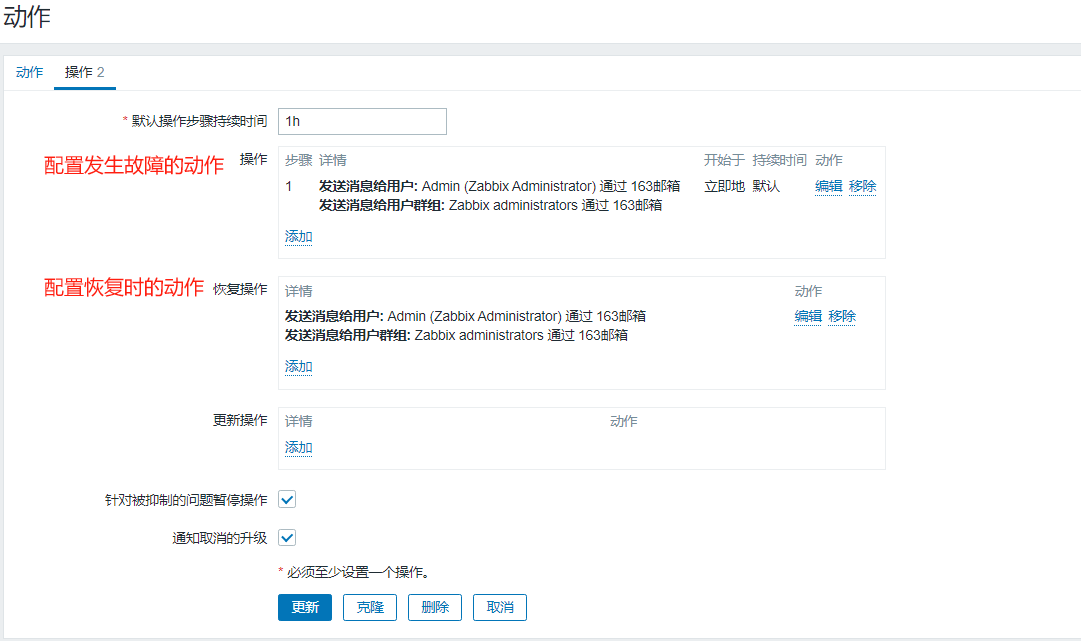 动作
动作 操作 2
* 默认操作步骤持续时间 1h
配置发生故障的动作 操作 步骤 详情 开始于 持续时间 动作
1 发送消息给用户: Admin (Zabbix Administrator) 通过 163邮箱 立即地 默认 编辑 移除
发送消息给用户群组: Zabbix administrators 通过 163邮箱
添加
配置恢复时的动作 恢复操作 详情 动作
发送消息给用户: Admin (Zabbix Administrator) 通过 163邮箱 编辑 移除
发送消息给用户群组: Zabbix administrators 通过 163邮箱
添加
更新操作 详情 动作
添加
针对被抑制的问题暂停操作
通知取消的升级
* 必须至少设置一个操作。
更新 克隆 删除 取消